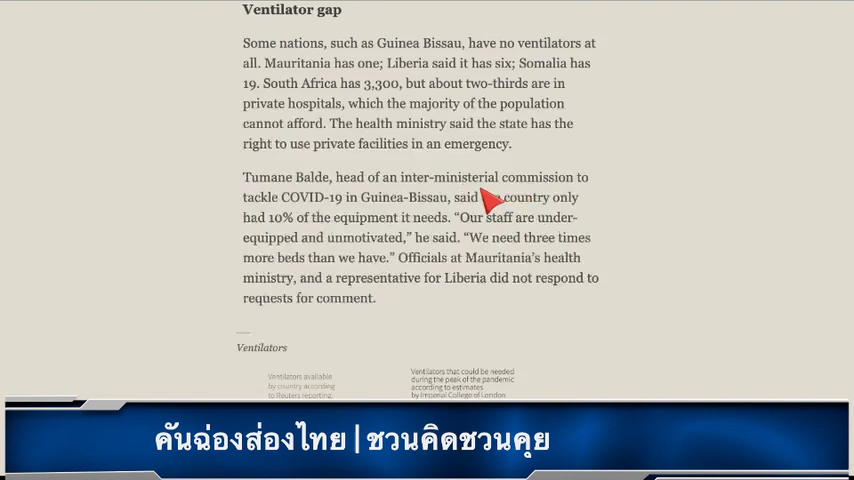 Ventilator gap
Some nations, such as Guinea Bissau, have no ventilators at
all. Mauritania has one; Liberia said it has six; Somalia has
19. South Africa has 3,300, but about two-thirds are in
private hospitals, which the majority of the population
cannot afford. The health ministry said the state has the
right to use private facilities in an emergency.
Tumane Balde, head of an inter-ministerial commission to
tackle COVID-19 in Guinea-Bissau, said country only
had 10% of the equipment it needs. “Our staff are under-
equipped and unmotivated,” he said. “We need three times
more beds than we have.” Officials at Mauritania’s health
ministry, and a representative for Liberia did not respond to
requests for comment.
Ventilators
Ventilators available
by country according
to Reuters reporting.
Ventilators that could be needed
during the peak of the pandemic
according to estimates
by Imperial College of London
คันฉ่องส่องไทย | ชวนคิดชวนคุย